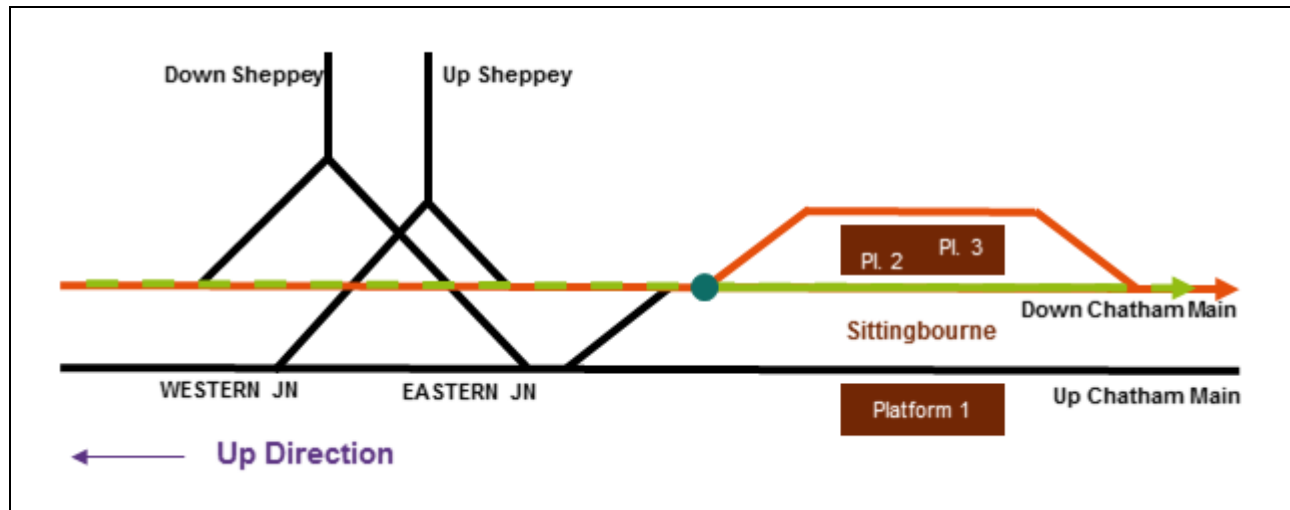 Down Sheppey
Up Sheppey
Pl. 3
Pl. 2
Down Chatham Main
Sittingbourne
WESTERN JN
EASTERN JN
Platform 1
Up Chatham Main
Up Direction